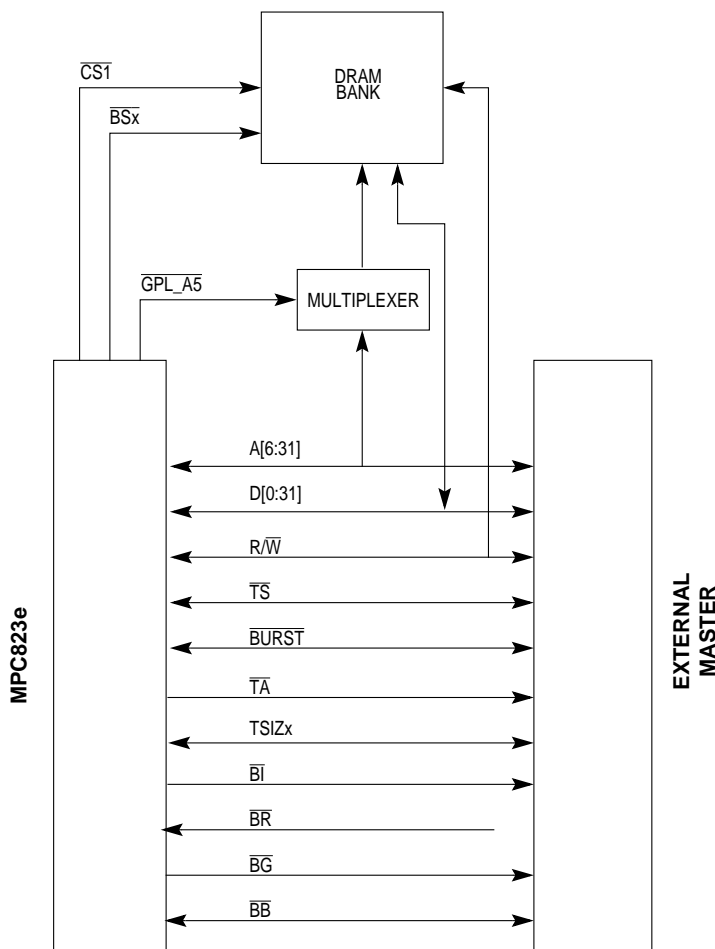 CS1
DRAM
BANK
BSx
GPL_A5
MULTIPLEXER
A[6:31]
D[0:31]
R/W
TS
BURST
TA
TSIZx
BI
BR
BG
BB
MPC823e
EXTERNAL
MASTER